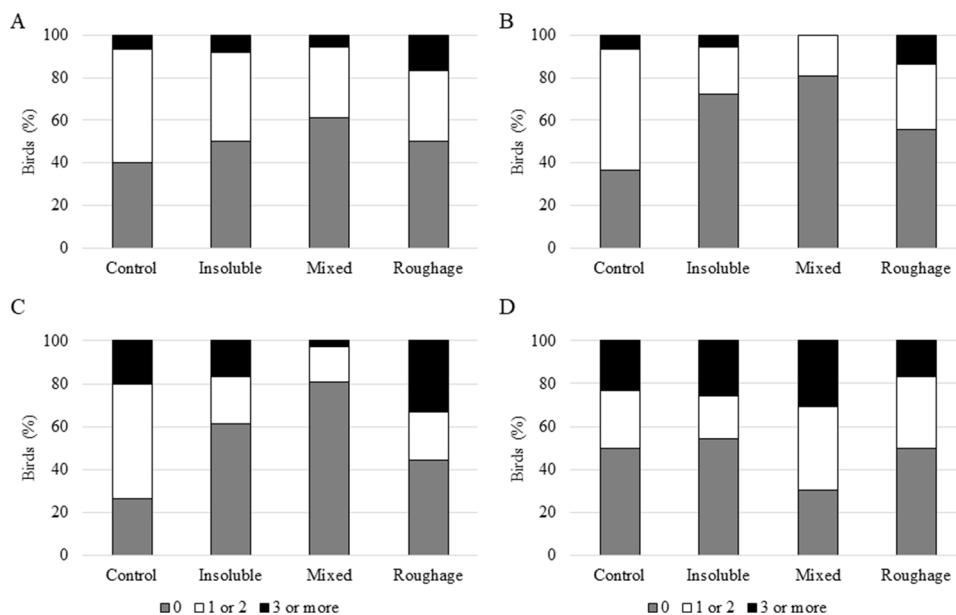 A
Birds (%)
100
80
60
40
20
0
Control Insoluble Mixed Roughage
B
Birds (%)
100
80
60
40
20
0
Control Insoluble Mixed Roughage
C
Birds (%)
100
80
60
40
20
0
Control Insoluble Mixed Roughage
0 1 or 2 3 or more
D
Birds (%)
100
80
60
40
20
0
Control Insoluble Mixed Roughage
0 1 or 2 3 or more